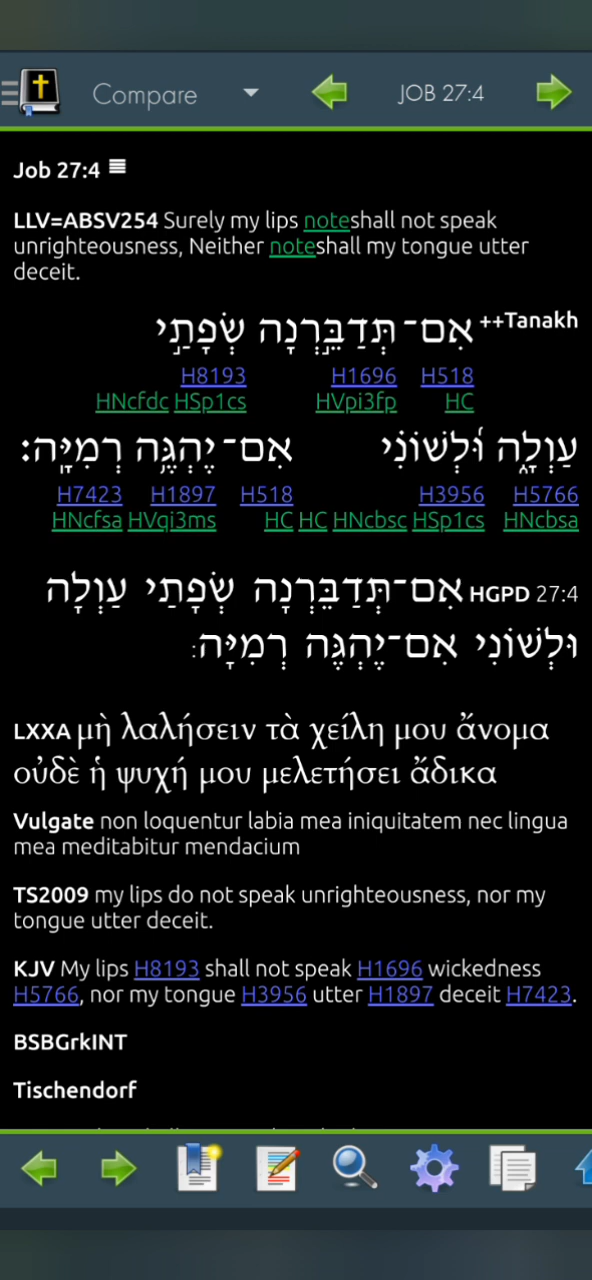 Compare
JOB 27:4
Job 27:4
LLV=ABSV254 Surely my lips noteshall not speak
unrighteousness, Neither noteshall my tongue utter
deceit.
++Tanakh אִם־תְּדַבֵּ֣רְנָה שְׂפָתַ֣י
H518 H1696 H8193
HC HVpi3fp HNcfdc HSp1cs
עַוְלָ֑ה וּ֝לְשׁוֹנִ֗י אִם־יֶהְגֶּ֥ה רְמִיָּֽה׃
H5766 H3956 H518 H1897 H7423
HNcbsa HC HNcbsc HSp1cs HC HVqi3ms HNcfsa
HGPD 27:4 אִם־תְּדַבֵּרְנָה שְׂפָתַי עַוְלָה
וּלְשׁוֹנִי אִם־יֶהְגֶּה רְמִיָּה׃
LXXA μὴ λαλήσειν τὰ χείλη μου ἄνομα
οὐδὲ ἡ ψυχή μου μελετήσει ἄδικα
Vulgate non loquentur labia mea iniquitatem nec lingua
mea meditabitur mendacium
TS2009 my lips do not speak unrighteousness, nor my
tongue utter deceit.
KJV My lips H8193 shall not speak H1696 wickedness
H5766, nor my tongue H3956 utter H1897 deceit H7423.
BSBGrkINT
Tischendorf